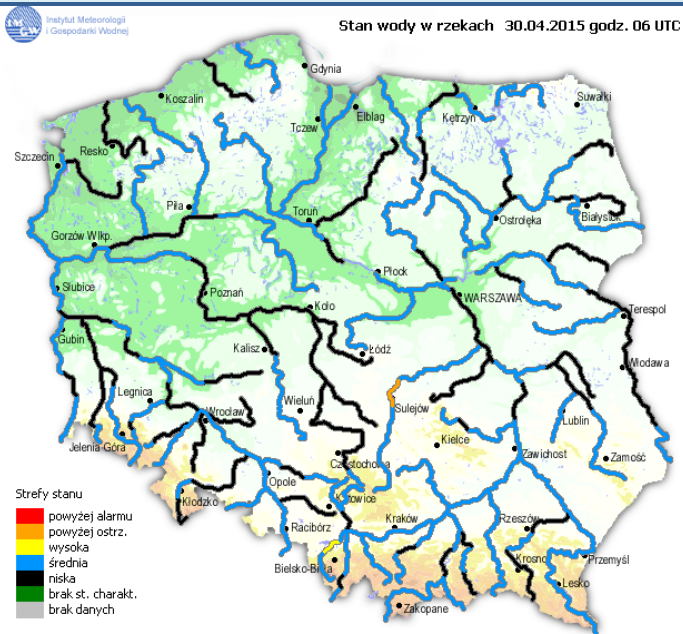 Instytut Meteorologii
i Gospodarki Wodnej
Stan wody w rzekach 30.04.2015 godz. 06 UTC
Gdynia
Koszalin
Suwałki
Tczew
Elbląg
Kętrzyn
Resko
Szczecin
Piła
Toruń
Ostrołęka
Białystok
Gorzów Wlkp.
Płock
Słubice
Poznań
WARSZAWA
Koło
Terespol
Gubin
Kalisz
Łódź
Włodawa
Legnica
Wieluń
Sulejów
Wrocław
Lublin
Jelenia Góra
Kielce
Zawichost
Zamość
Częstochowa
Opole
Kłodzko
Katowice
Racibórz
Kraków
Rzeszów
Bielsko-Biała
Krosno
Przemyśl
Lesko
Zakopane
Strefy stanu
powyżej alarmu
powyżej ostrz.
wysoka
średnia
niska
brak st. charakt.
brak danych